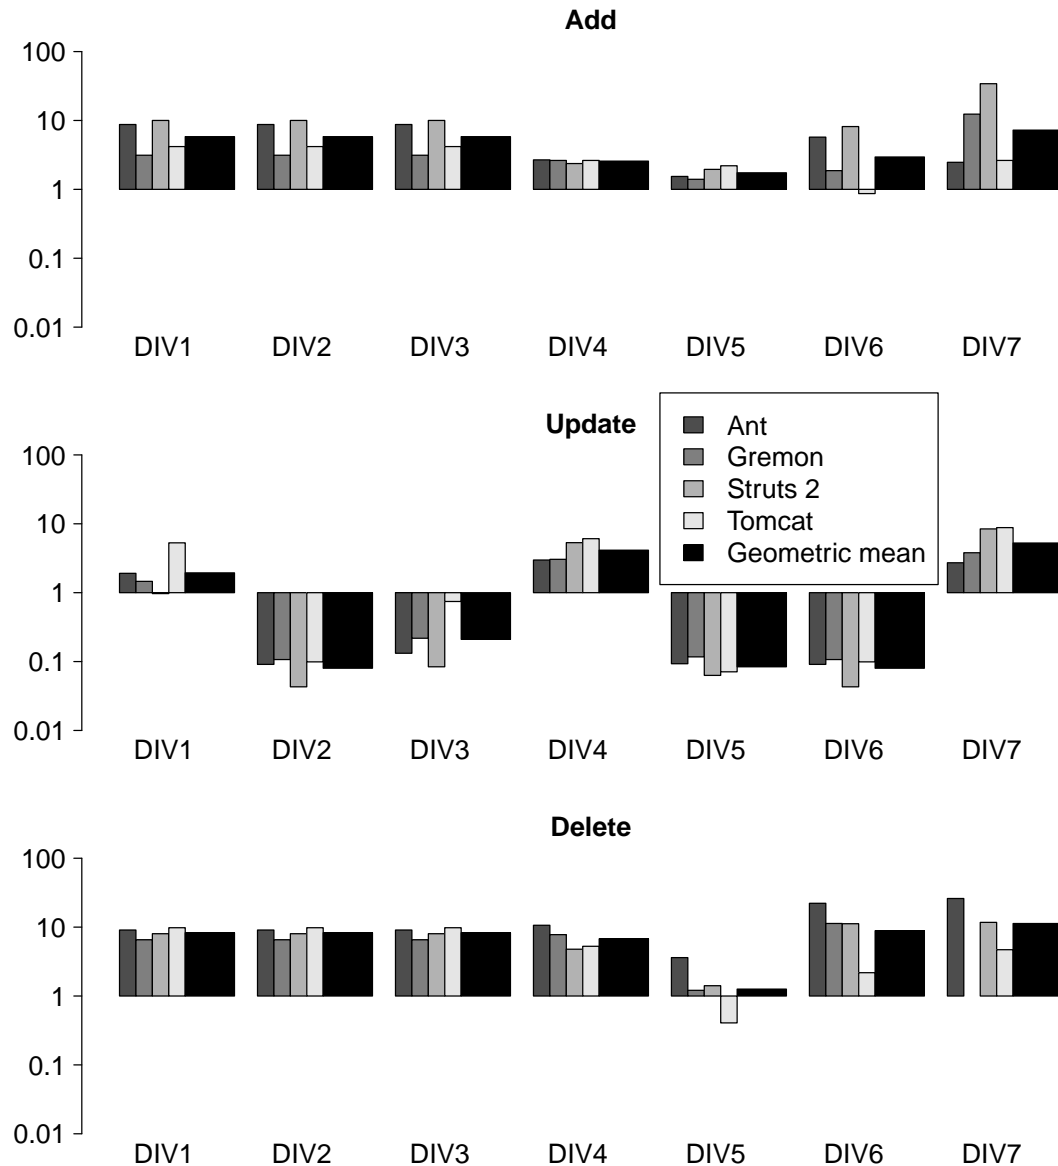 Add
100
10
1
0.1
0.01
DIV1 DIV2 DIV3 DIV4 DIV5 DIV6 DIV7
Update
100
10
1
0.1
0.01
Ant
Gremon
Struts 2
Tomcat
Geometric mean
DIV1 DIV2 DIV3 DIV4 DIV5 DIV6 DIV7
Delete
100
10
1
0.1
0.01
DIV1 DIV2 DIV3 DIV4 DIV5 DIV6 DIV7